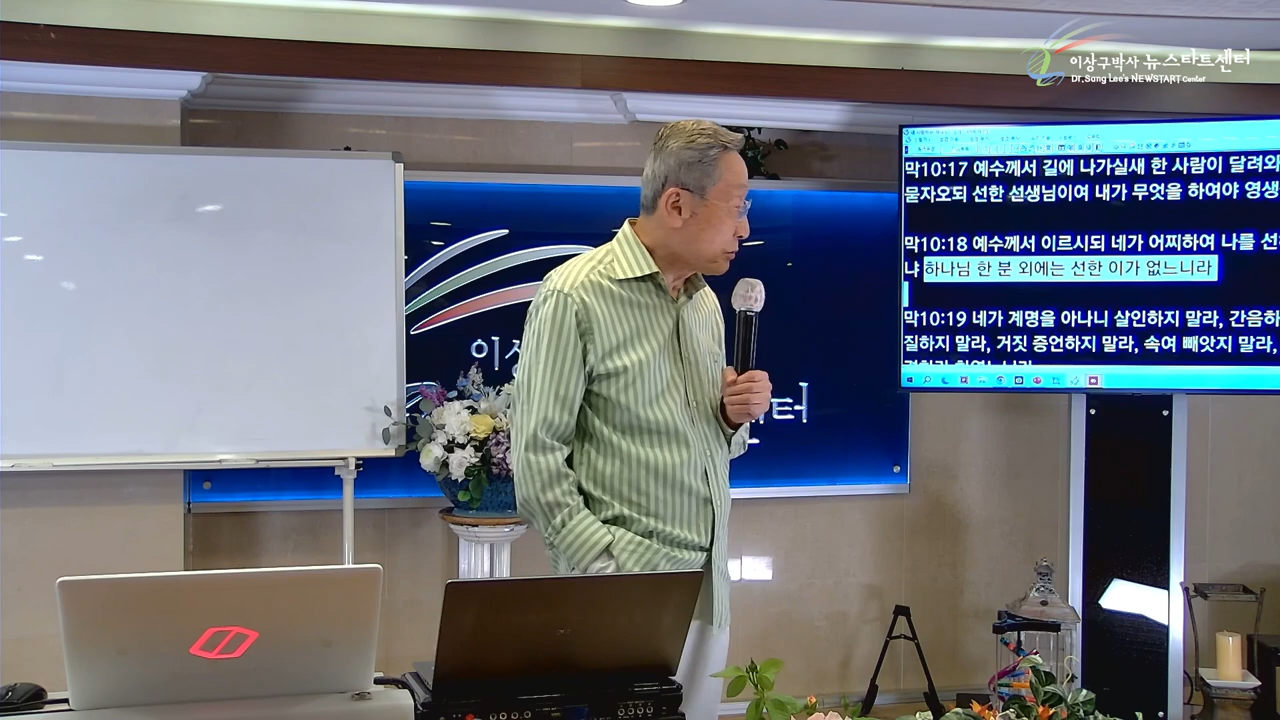 이상구박사 뉴스타트센터
Dr. Sang Lee's NEWSTART Center
막10:17 예수께서 길에 나가실새 한 사람이 달려와
묻자오되 선한 선생님이여 내가 무엇을 하여야 영생
막10:18 예수께서 이르시되 네가 어찌하여 나를 선
냐 하나님 한 분 외에는 선한 이가 없느니라
막10:19 네가 계명을 아나니 살인하지 말라, 간음하
질하지 말라, 거짓 증언하지 말라, 속여 빼앗지 말라,
이상
터